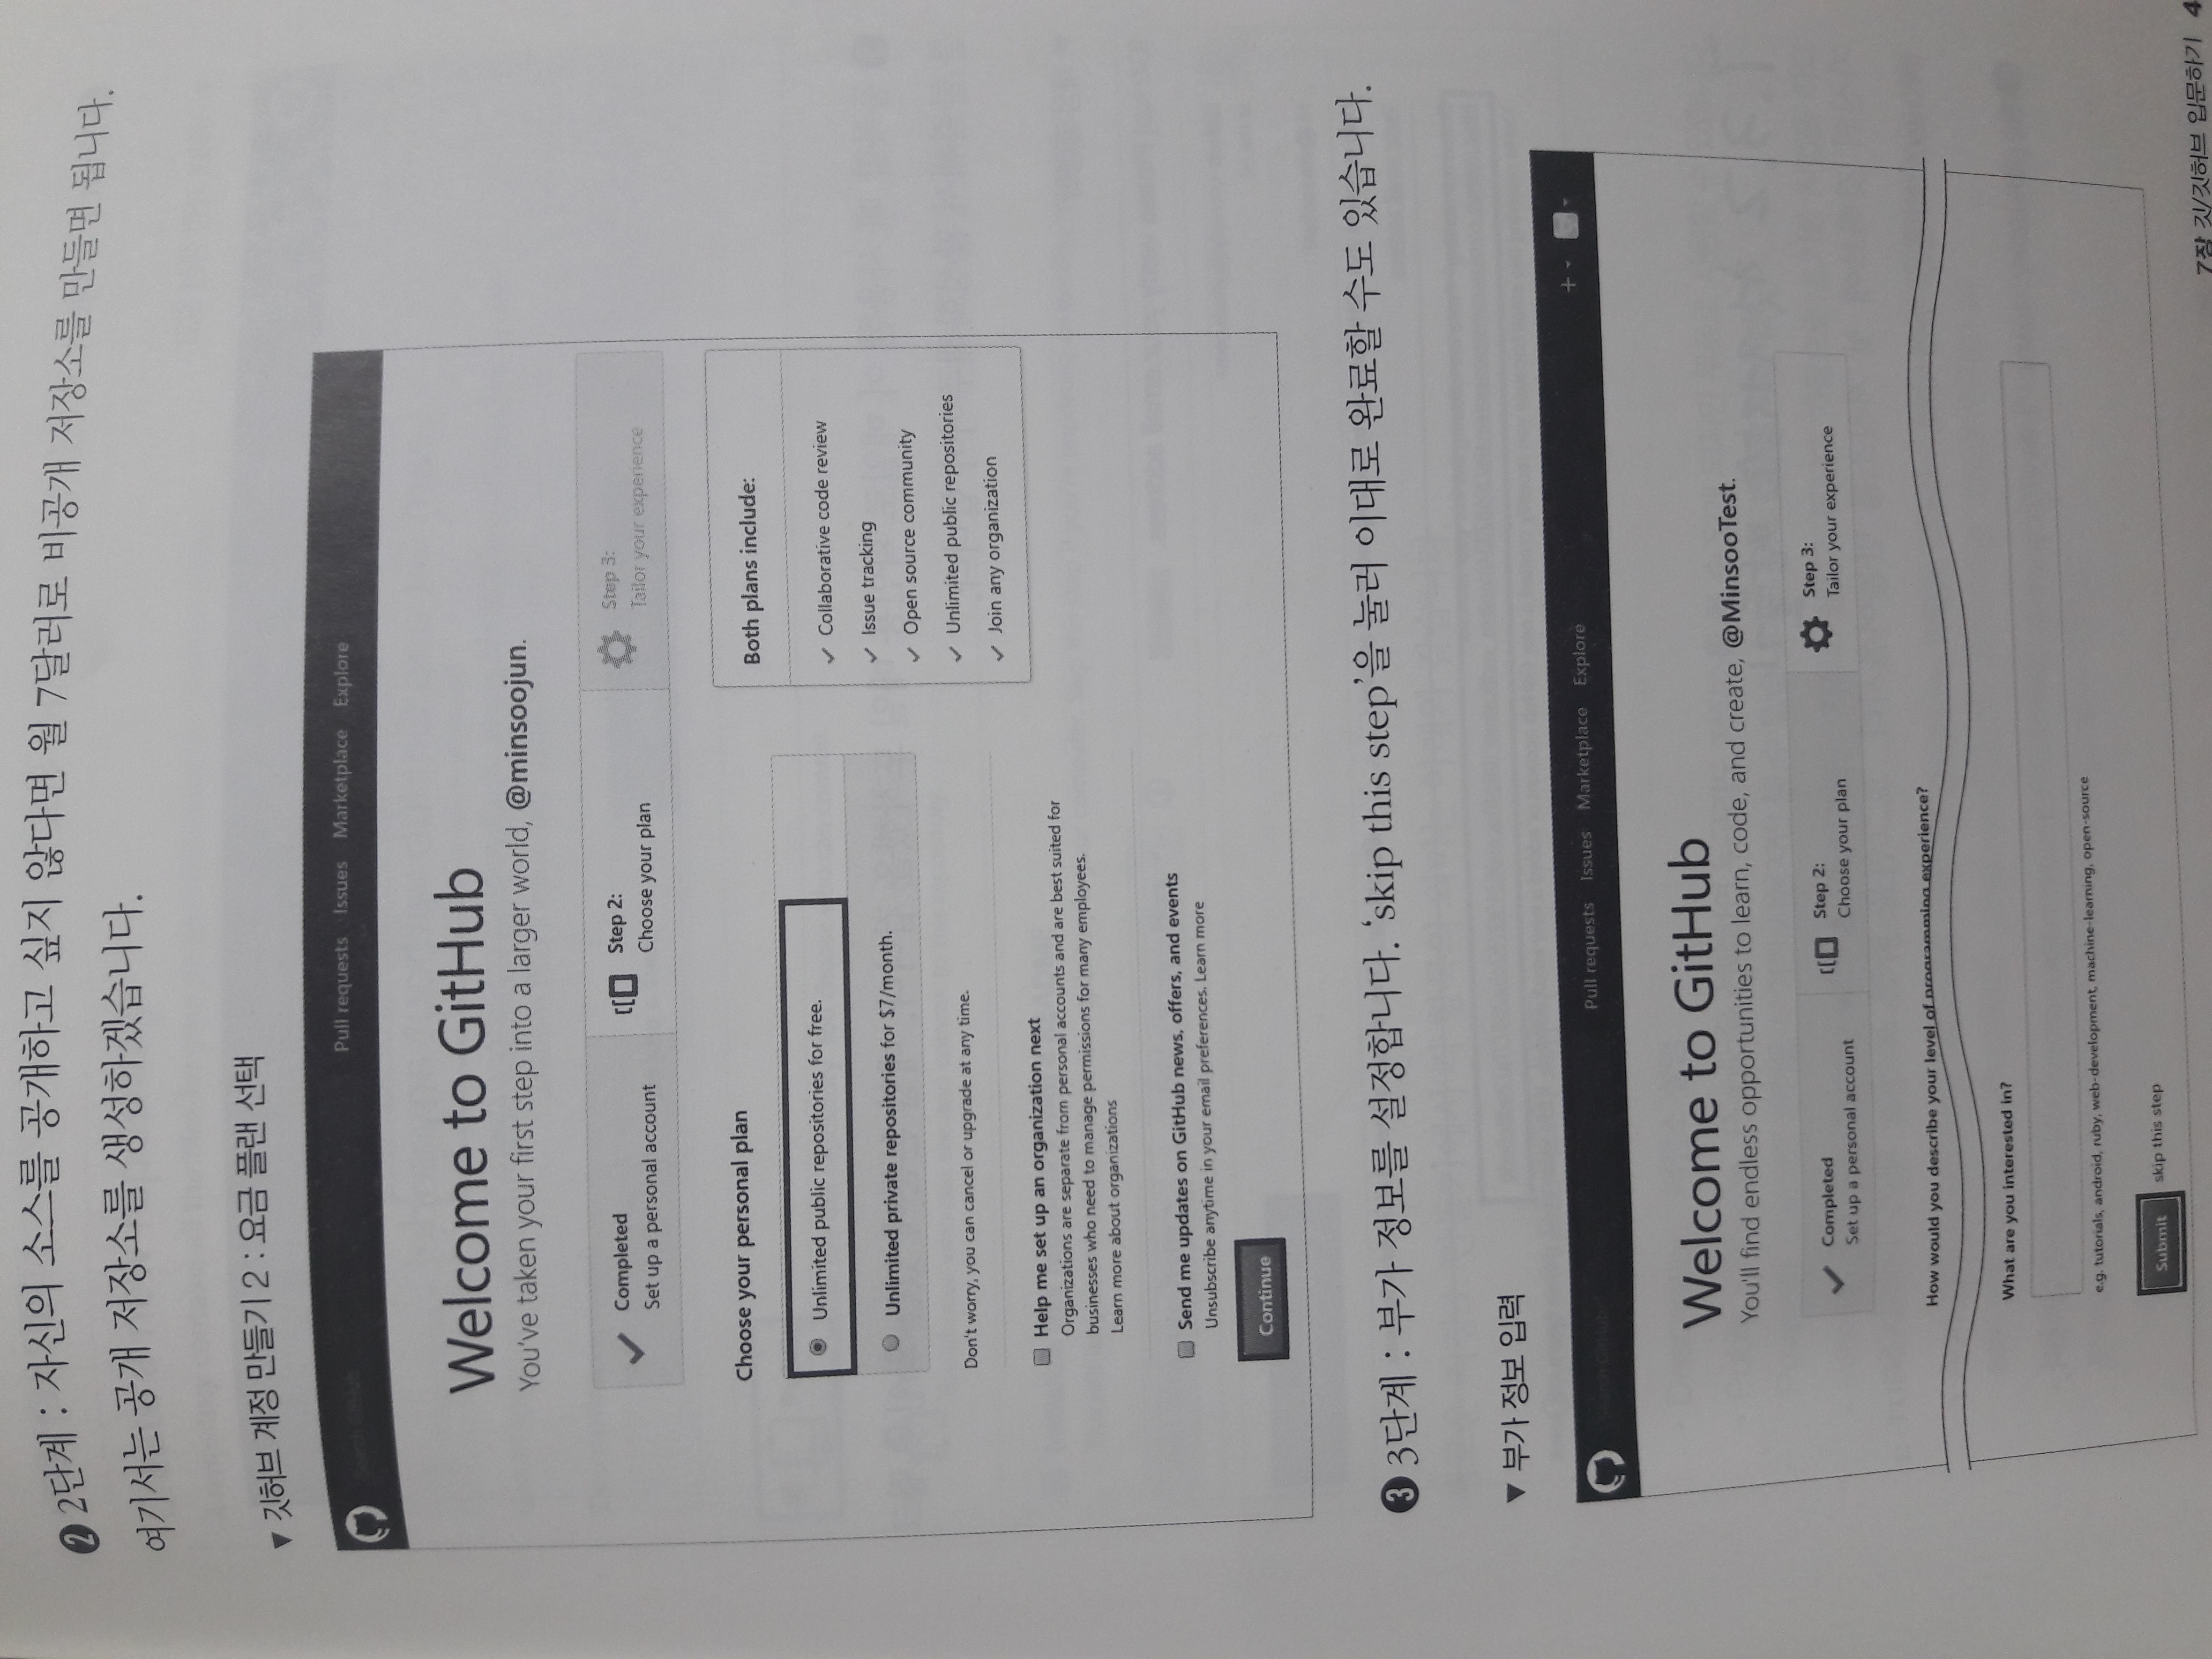 ❷ 2단계 : 자신의 소스를 공개하고 싶지 않다면 월 7달러로 비공개 저장소를 만들면 됩니다.
여기서는 공개 저장소를 생성하겠습니다.
▼ 깃허브 계정 만들기 2 : 요금 플랜 선택
Search GitHub Pull requests Issues Marketplace Explore
Welcome to GitHub
You've taken your first step into a larger world, @minsoojun.
Completed
Set up a personal account
Step 2:
Choose your plan
Step 3:
Tailor your experience
Choose your personal plan
Unlimited public repositories for free.
Unlimited private repositories for $7/month.
Don't worry, you can cancel or upgrade at any time.
Both plans include:
✓ Collaborative code review
✓ Issue tracking
✓ Open source community
✓ Unlimited public repositories
✓ Join any organization
Help me set up an organization next
Organizations are separate from personal accounts and are best suited for
businesses who need to manage permissions for many employees.
Learn more about organizations
Send me updates on GitHub news, offers, and events
Unsubscribe anytime in your email preferences. Learn more
Continue
❸ 3단계 : 부가 정보를 설정합니다. ‘skip this step’을 눌러 이대로 완료할 수도 있습니다.
▼ 부가 정보 입력
Search GitHub Pull requests Issues Marketplace Explore
Welcome to GitHub
You'll find endless opportunities to learn, code, and create, @MinsooTest.
Completed
Set up a personal account
Step 2:
Choose your plan
Step 3:
Tailor your experience
How would you describe your level of programming experience?
What are you interested in?
e.g. tutorials, android, ruby, web-development, machine-learning, open-source
Submit skip this step
7장 깃/깃허브 입문하기 4